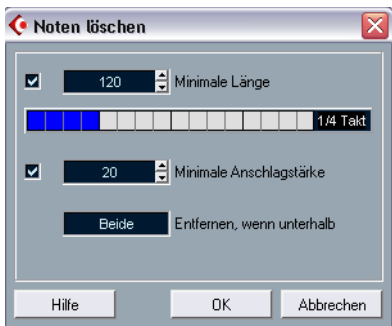 Noten löschen
120 Minimale Länge
1/4 Takt
20 Minimale Anschlagstärke
Beide Entfernen, wenn unterhalb
Hilfe OK Abbrechen